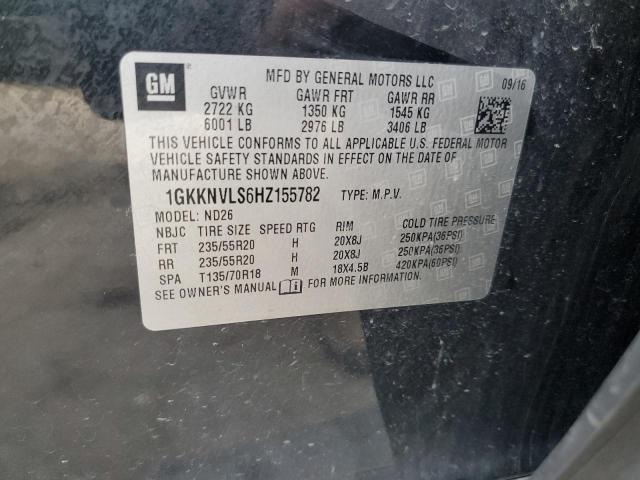 GM
MFD BY GENERAL MOTORS LLC 09/16
GVWR GAWR FRT GAWR RR
2722 KG 1350 KG 1545 KG
6001 LB 2976 LB 3406 LB
THIS VEHICLE CONFORMS TO ALL APPLICABLE U.S. FEDERAL MOTOR
VEHICLE SAFETY STANDARDS IN EFFECT ON THE DATE OF
MANUFACTURE SHOWN ABOVE.
1GKKNVLS6HZ155782 TYPE: M.P.V.
MODEL: ND26
NBJC TIRE SIZE SPEED RTG RIM COLD TIRE PRESSURE
FRT 235/55R20 H 20X8J 250KPA(36PSI)
RR 235/55R20 H 20X8J 250KPA(36PSI)
SPA T135/70R18 M 18X4.5B 420KPA(60PSI)
SEE OWNER'S MANUAL FOR MORE INFORMATION